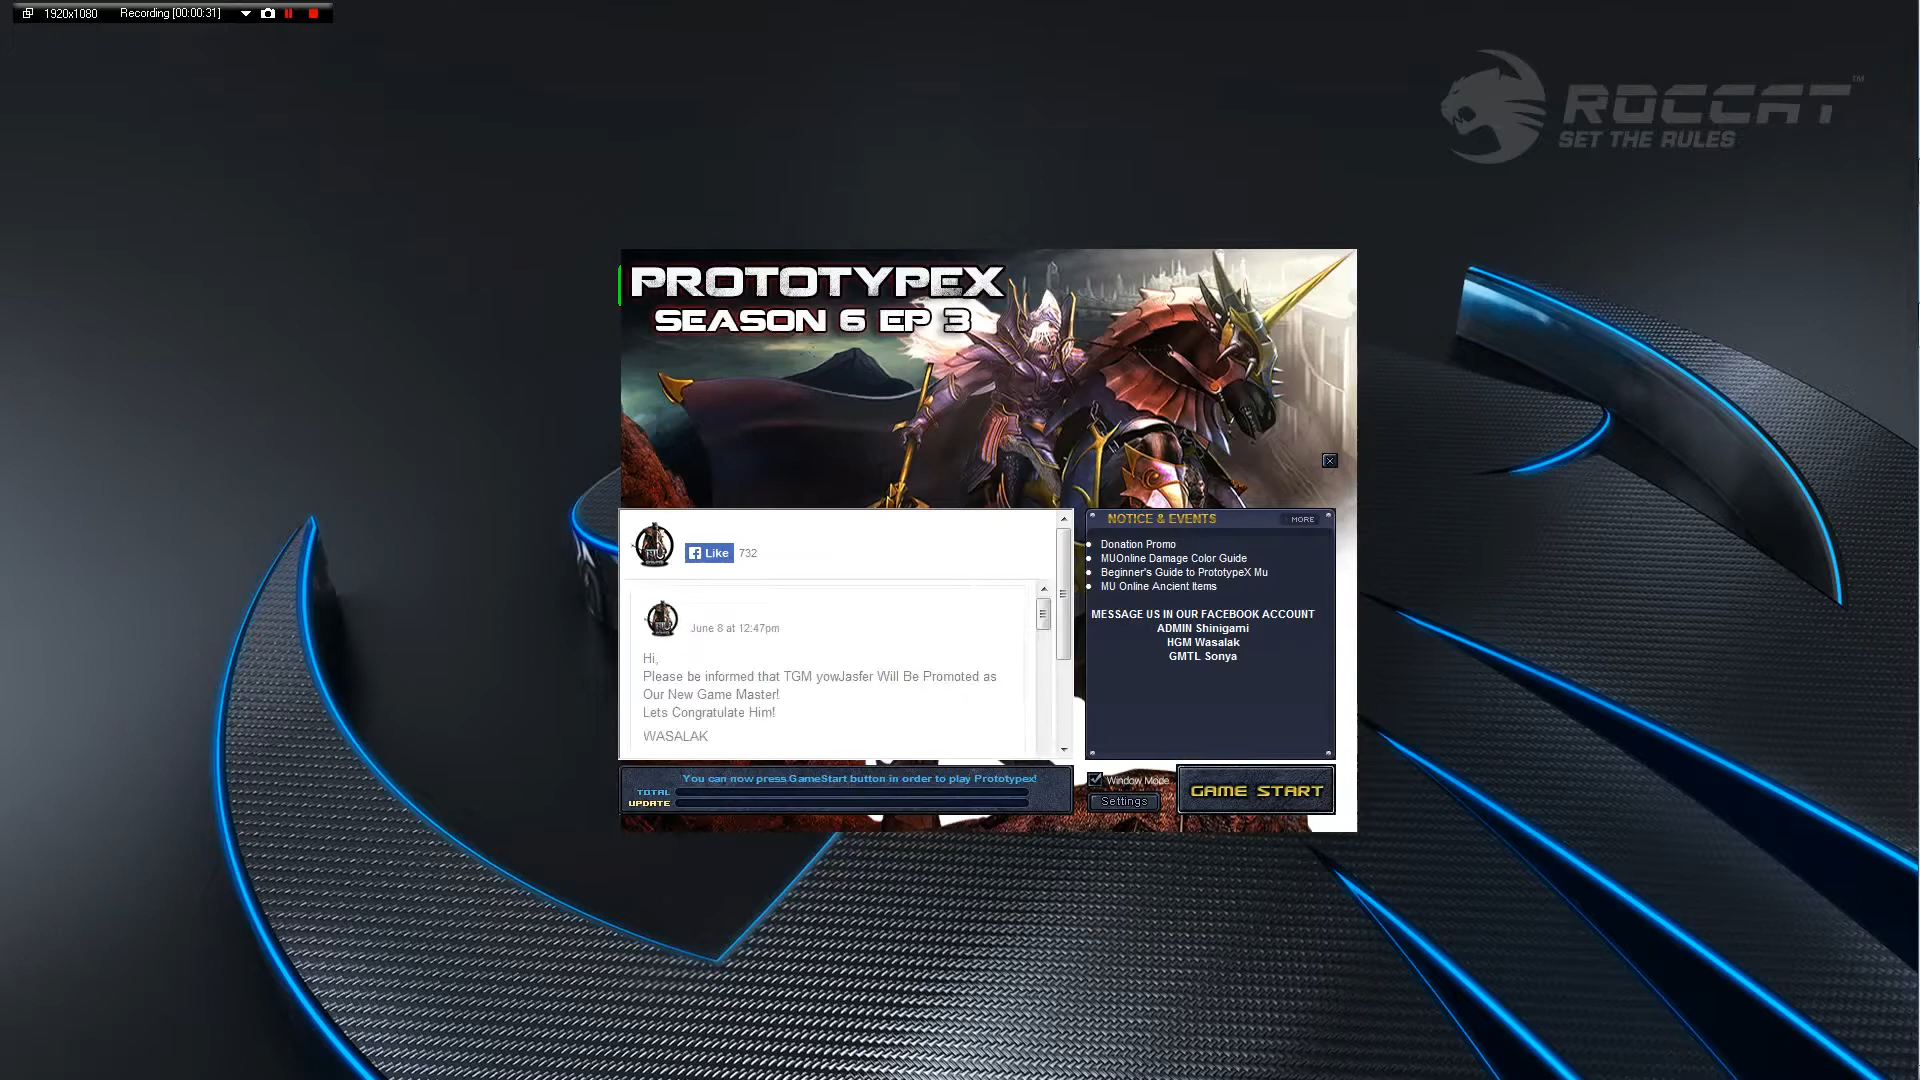 1920x1080 Recording [00:00:31]
ROCCAT™
SET THE RULES
PROTOTYPEX
SEASON 6 EP 3
Like 732
June 8 at 12:47pm
Hi,
Please be informed that TGM yowJasfer Will Be Promoted as
Our New Game Master!
Lets Congratulate Him!
WASALAK
NOTICE & EVENTS MORE
Donation Promo
MUOnline Damage Color Guide
Beginner's Guide to PrototypeX Mu
MU Online Ancient Items
MESSAGE US IN OUR FACEBOOK ACCOUNT
ADMIN Shinigami
HGM Wasalak
GMTL Sonya
You can now press GameStart button in order to play Prototypex!
TOTAL
UPDATE
Window Mode
Settings
GAME START